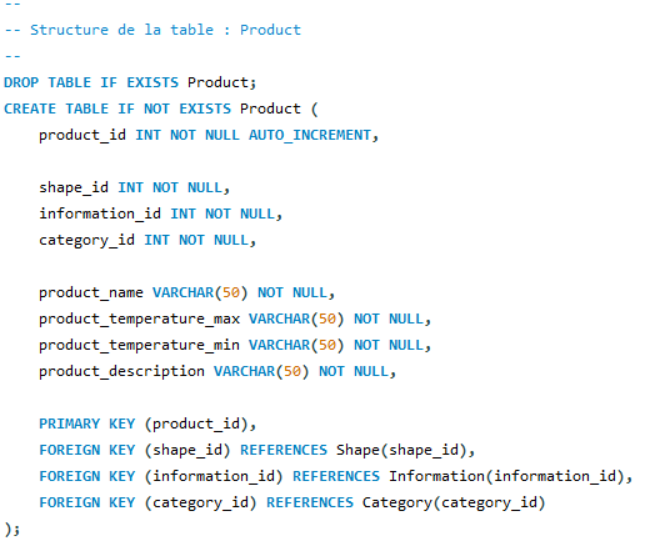 --
-- Structure de la table : Product
--
DROP TABLE IF EXISTS Product;
CREATE TABLE IF NOT EXISTS Product (
    product_id INT NOT NULL AUTO_INCREMENT,

    shape_id INT NOT NULL,
    information_id INT NOT NULL,
    category_id INT NOT NULL,

    product_name VARCHAR(50) NOT NULL,
    product_temperature_max VARCHAR(50) NOT NULL,
    product_temperature_min VARCHAR(50) NOT NULL,
    product_description VARCHAR(50) NOT NULL,

    PRIMARY KEY (product_id),
    FOREIGN KEY (shape_id) REFERENCES Shape(shape_id),
    FOREIGN KEY (information_id) REFERENCES Information(information_id),
    FOREIGN KEY (category_id) REFERENCES Category(category_id)
);